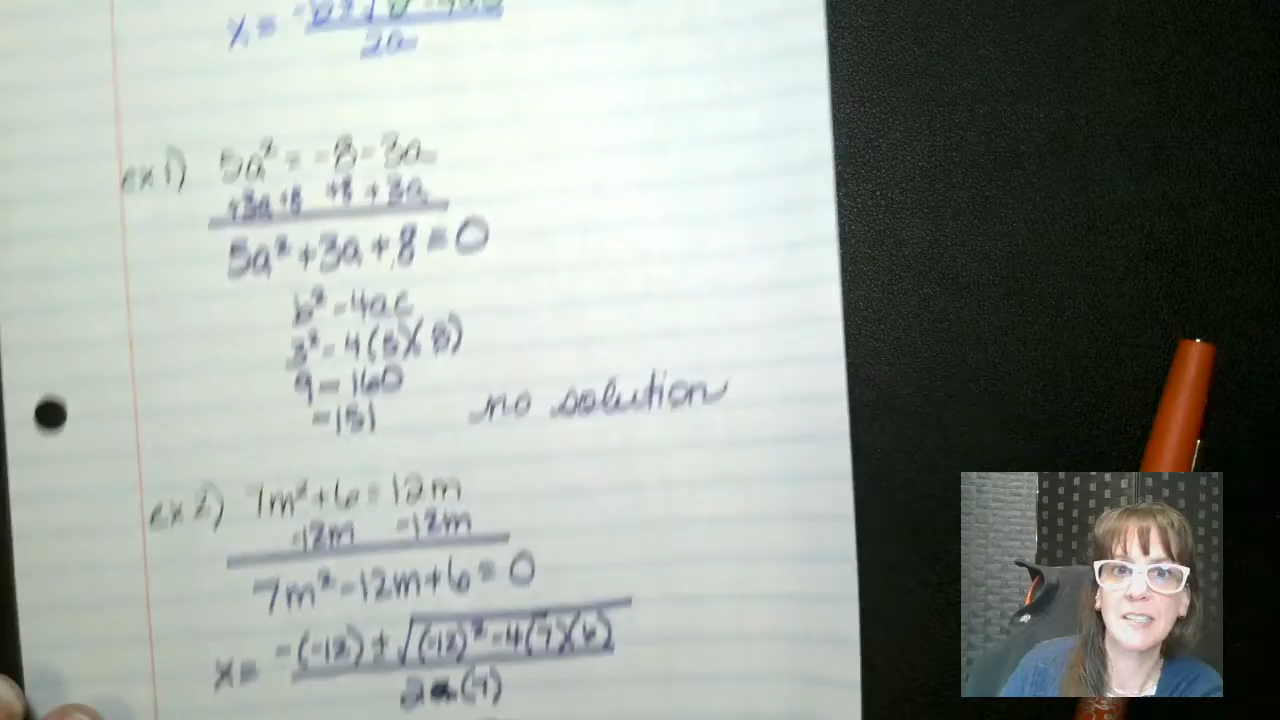 x =
2a
ex 1) 5a² = -8 - 3a
+3a +8 +8 + 3a
5a² + 3a + 8 = 0
b² - 4ac
3² - 4(5)(8)
9 - 160
-151 no solution
ex 2) 7m² + 6 = 12m
-12m -12m
7m² - 12m + 6 = 0
x = -(-12) ± √(-12)² - 4(7)(6)
2(7)